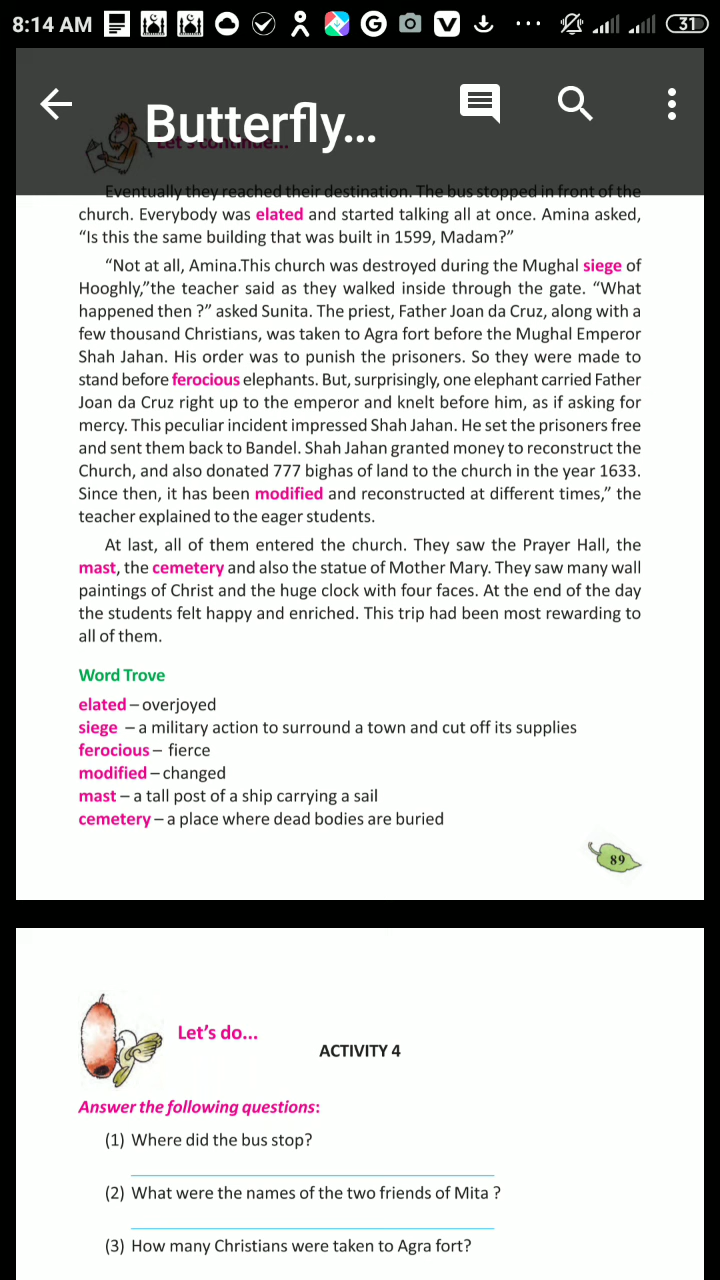 8:14 AM
31
Butterfly...
Let's continue...
Eventually they reached their destination. The bus stopped in front of the
church. Everybody was elated and started talking all at once. Amina asked,
“Is this the same building that was built in 1599, Madam?”
“Not at all, Amina.This church was destroyed during the Mughal siege of
Hooghly,”the teacher said as they walked inside through the gate. “What
happened then ?” asked Sunita. The priest, Father Joan da Cruz, along with a
few thousand Christians, was taken to Agra fort before the Mughal Emperor
Shah Jahan. His order was to punish the prisoners. So they were made to
stand before ferocious elephants. But, surprisingly, one elephant carried Father
Joan da Cruz right up to the emperor and knelt before him, as if asking for
mercy. This peculiar incident impressed Shah Jahan. He set the prisoners free
and sent them back to Bandel. Shah Jahan granted money to reconstruct the
Church, and also donated 777 bighas of land to the church in the year 1633.
Since then, it has been modified and reconstructed at different times,” the
teacher explained to the eager students.
At last, all of them entered the church. They saw the Prayer Hall, the
mast, the cemetery and also the statue of Mother Mary. They saw many wall
paintings of Christ and the huge clock with four faces. At the end of the day
the students felt happy and enriched. This trip had been most rewarding to
all of them.
Word Trove
elated – overjoyed
siege – a military action to surround a town and cut off its supplies
ferocious – fierce
modified – changed
mast – a tall post of a ship carrying a sail
cemetery – a place where dead bodies are buried
89
Let’s do...
ACTIVITY 4
Answer the following questions:
(1) Where did the bus stop?
(2) What were the names of the two friends of Mita ?
(3) How many Christians were taken to Agra fort?